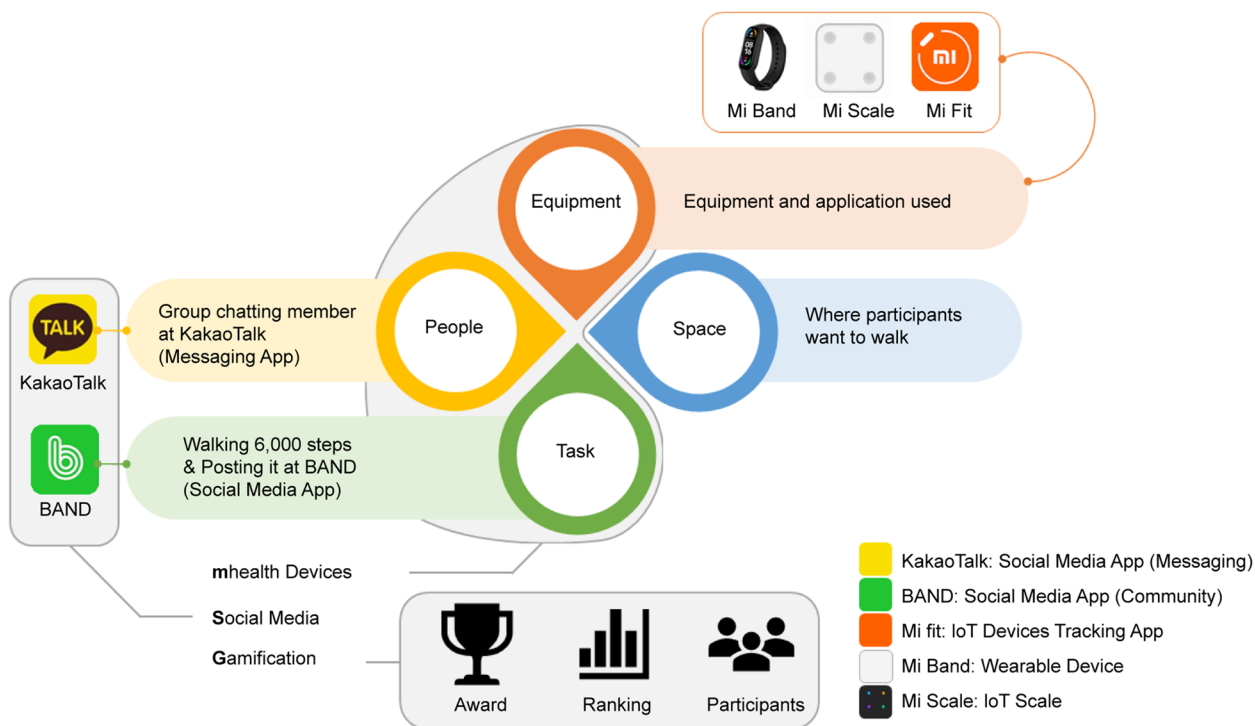 Mi Band
Mi Scale
Mi Fit
Equipment
Equipment and application used
People
Group chatting member
at KakaoTalk
(Messaging App)
Space
Where participants
want to walk
TALK
KakaoTalk
Task
Walking 6,000 steps
& Posting it at BAND
(Social Media App)
BAND
mhealth Devices
Social Media
Gamification
Award
Ranking
Participants
KakaoTalk: Social Media App (Messaging)
BAND: Social Media App (Community)
Mi fit: IoT Devices Tracking App
Mi Band: Wearable Device
Mi Scale: IoT Scale